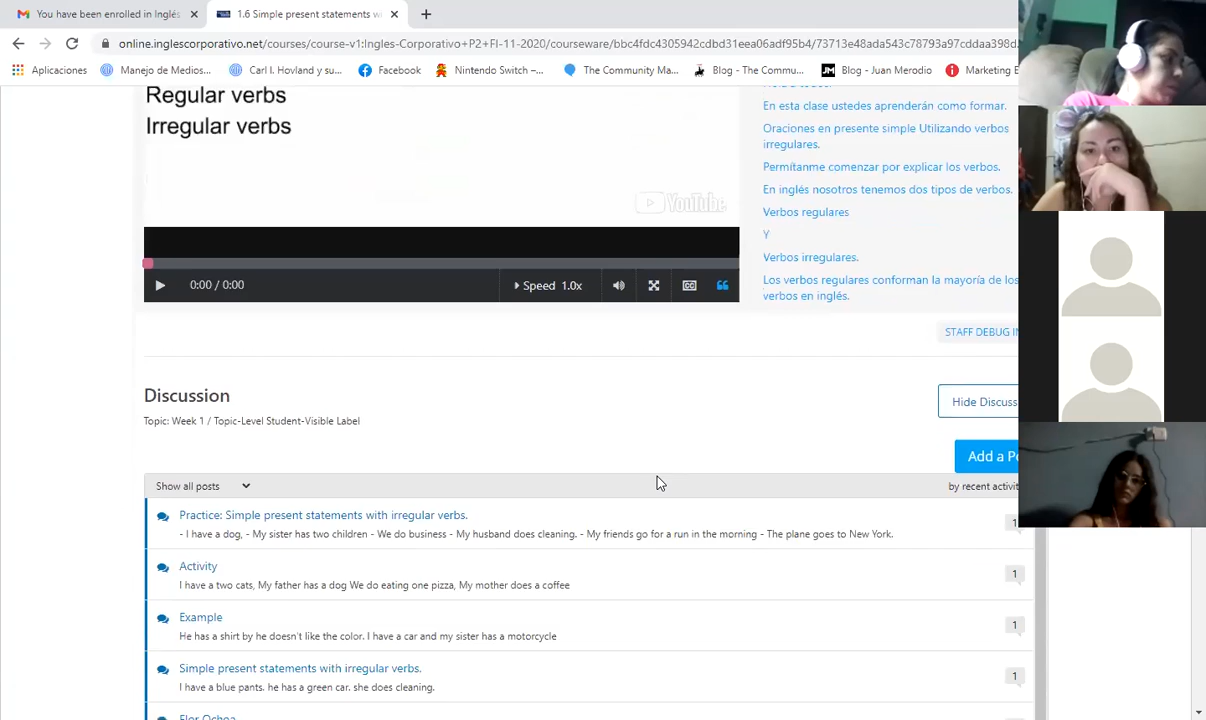 You have been enrolled in Inglés
1.6 Simple present statements w
online.inglescorporativo.net/courses/course-v1:Ingles-Corporativo+P2+FI-11-2020/courseware/bbc4fdc4305942cdbd31eea06adf95b4/73713e48ada543c78793a97cddaa398d
Aplicaciones
Manejo de Medios...
Carl I. Hovland y su...
Facebook
Nintendo Switch –...
The Community Ma...
Blog - The Commu...
Blog - Juan Merodio
Marketing E
Regular verbs
Irregular verbs
En esta clase ustedes aprenderán como formar.
Oraciones en presente simple Utilizando verbos
irregulares.
Permítanme comenzar por explicar los verbos.
En inglés nosotros tenemos dos tipos de verbos.
Verbos regulares
Y
Verbos irregulares.
Los verbos regulares conforman la mayoría de los
verbos en inglés.
YouTube
0:00 / 0:00
Speed 1.0x
STAFF DEBUG IN
Discussion
Hide Discuss
Topic: Week 1 / Topic-Level Student-Visible Label
Add a Po
Show all posts
by recent activit
Practice: Simple present statements with irregular verbs.
- I have a dog, - My sister has two children - We do business - My husband does cleaning. - My friends go for a run in the morning - The plane goes to New York.
1
Activity
I have a two cats, My father has a dog We do eating one pizza, My mother does a coffee
1
Example
He has a shirt by he doesn't like the color. I have a car and my sister has a motorcycle
1
Simple present statements with irregular verbs.
I have a blue pants. he has a green car. she does cleaning.
1
Flor Ochoa